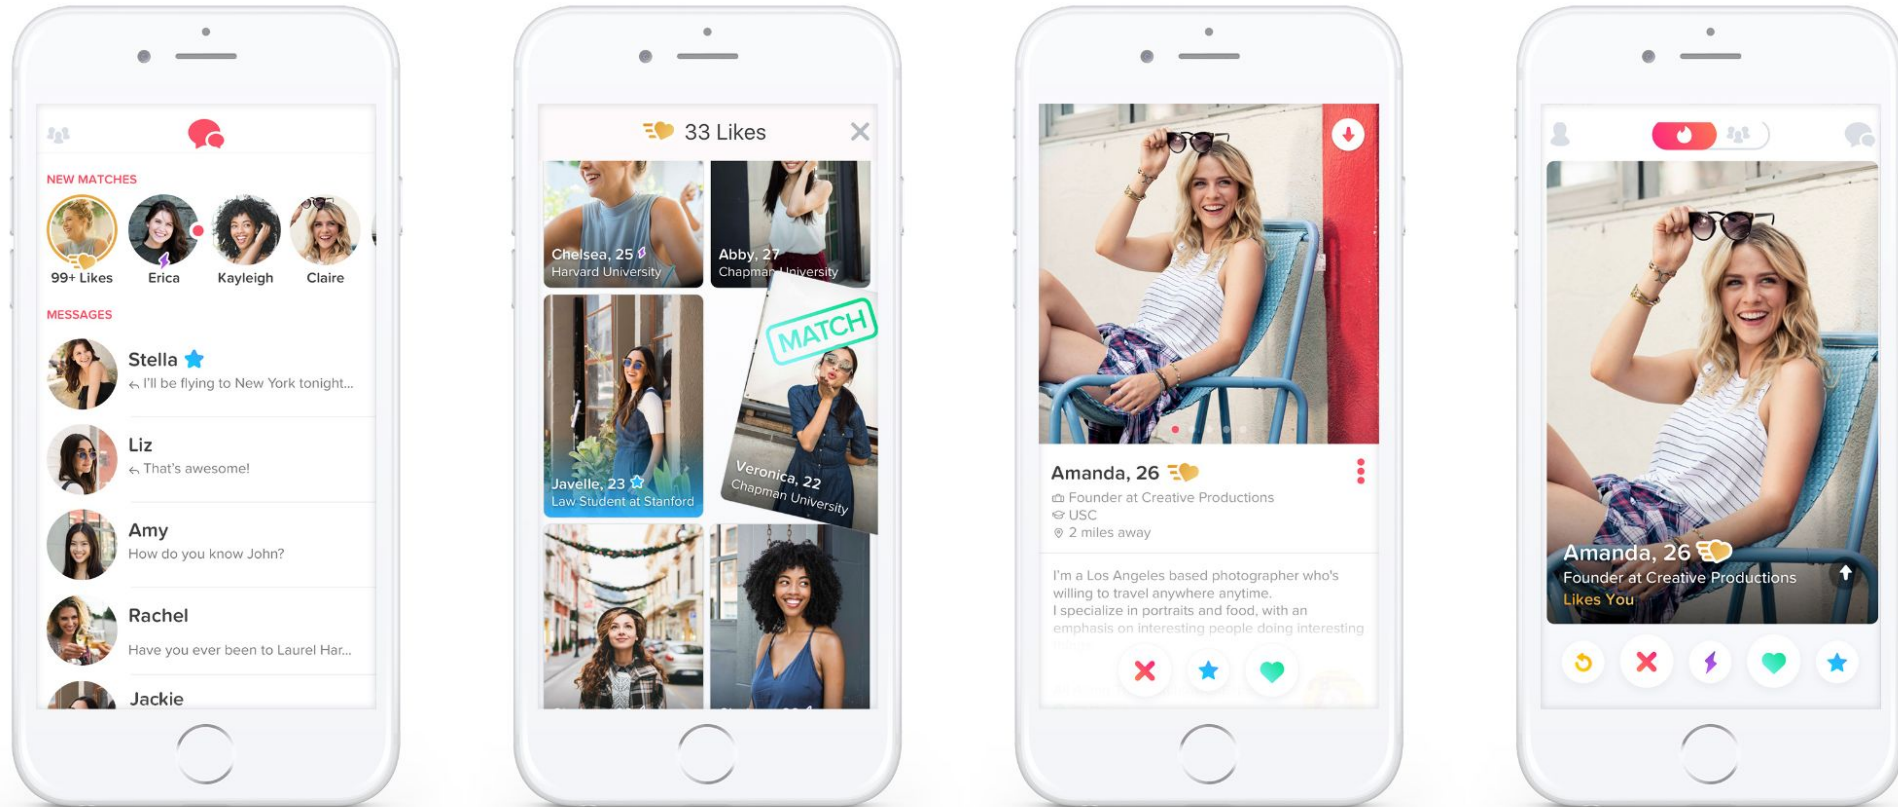 NEW MATCHES
99+ Likes
Erica
Kayleigh
Claire
MESSAGES
Stella
I'll be flying to New York tonight...
Liz
That's awesome!
Amy
How do you know John?
Rachel
Have you ever been to Laurel Har...
Jackie
33 Likes
Chelsea, 25
Harvard University
Abby, 27
Chapman University
MATCH
Javelle, 23
Law Student at Stanford
Veronica, 22
Chapman University
Amanda, 26
Founder at Creative Productions
USC
2 miles away
I'm a Los Angeles based photographer who's
willing to travel anywhere anytime.
I specialize in portraits and food, with an
emphasis on interesting people doing interesting
Amanda, 26
Founder at Creative Productions
Likes You